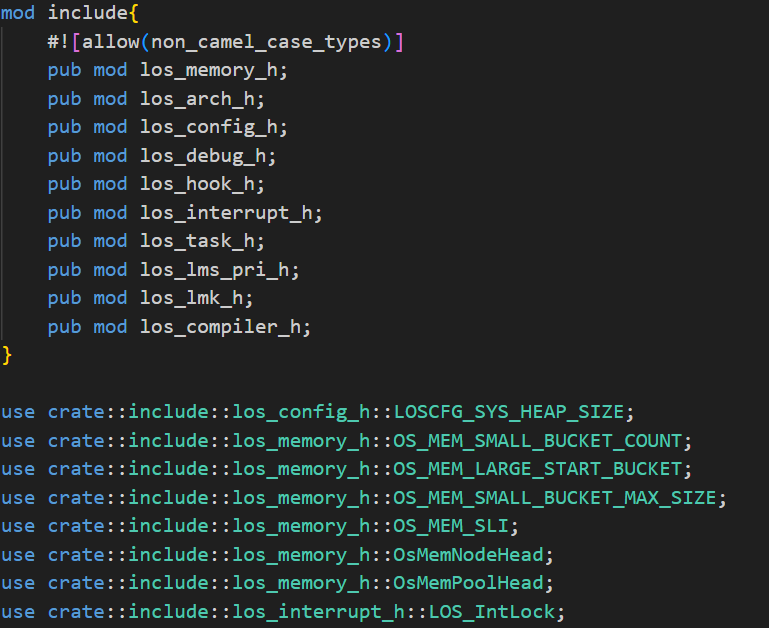 mod include{
    #![allow(non_camel_case_types)]
    pub mod los_memory_h;
    pub mod los_arch_h;
    pub mod los_config_h;
    pub mod los_debug_h;
    pub mod los_hook_h;
    pub mod los_interrupt_h;
    pub mod los_task_h;
    pub mod los_lms_pri_h;
    pub mod los_lmk_h;
    pub mod los_compiler_h;
}
use crate::include::los_config_h::LOSCFG_SYS_HEAP_SIZE;
use crate::include::los_memory_h::OS_MEM_SMALL_BUCKET_COUNT;
use crate::include::los_memory_h::OS_MEM_LARGE_START_BUCKET;
use crate::include::los_memory_h::OS_MEM_SMALL_BUCKET_MAX_SIZE;
use crate::include::los_memory_h::OS_MEM_SLI;
use crate::include::los_memory_h::OsMemNodeHead;
use crate::include::los_memory_h::OsMemPoolHead;
use crate::include::los_interrupt_h::LOS_IntLock;